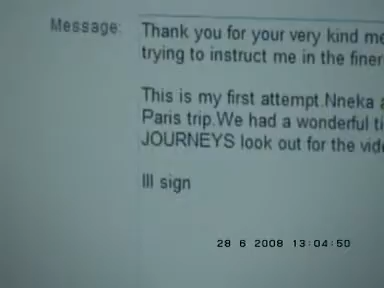 Message: Thank you for your very kind me
trying to instruct me in the finer
This is my first attempt.Nneka a
Paris trip.We had a wonderful ti
JOURNEYS look out for the vide
Ill sign
28 6 2008 13:04:50